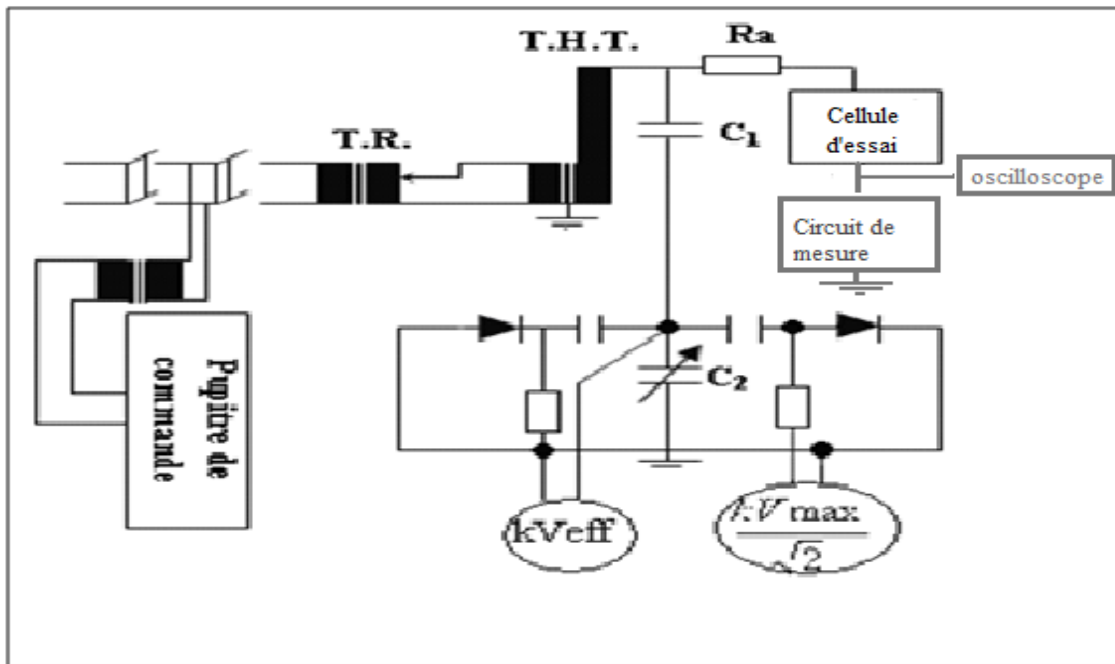 T.H.T.
Ra
Cellule
d'essai
C1
T.R.
oscilloscope
Circuit de
mesure
C2
Pupitre de
commande
kVeff
kV max
√2